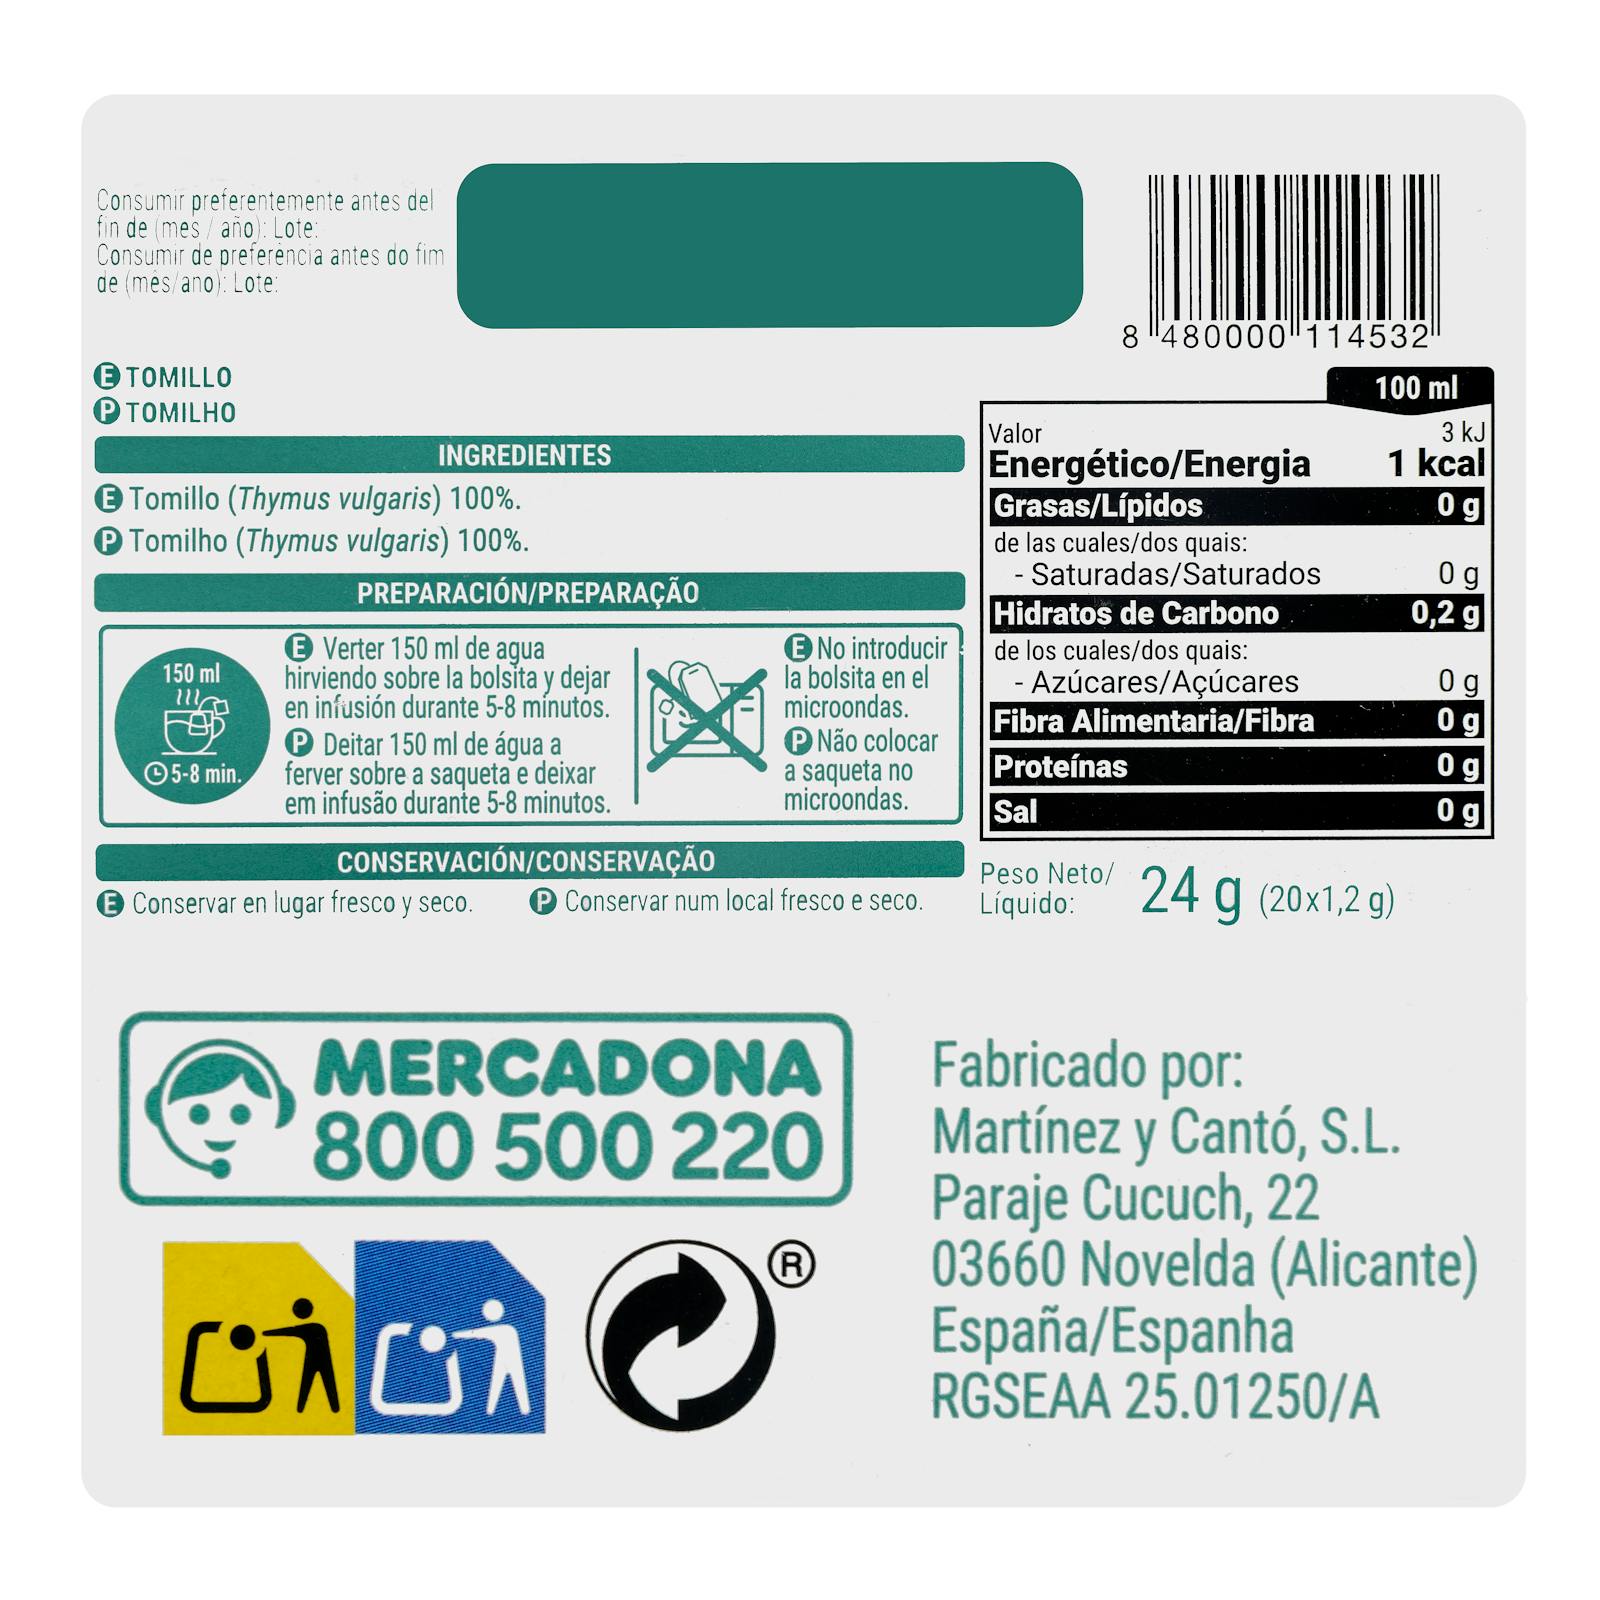 Consumir preferentemente antes del
fin de (mes / año): Lote:
Consumir de preferência antes do fim
de (mês/ano): Lote:
8 480000 114532
E TOMILLO
P TOMILHO
INGREDIENTES
E Tomillo (Thymus vulgaris) 100%.
P Tomilho (Thymus vulgaris) 100%.
PREPARACIÓN/PREPARAÇÃO
150 ml
5-8 min.
E Verter 150 ml de agua
hirviendo sobre la bolsita y dejar
en infusión durante 5-8 minutos.
P Deitar 150 ml de água a
ferver sobre a saqueta e deixar
em infusão durante 5-8 minutos.
E No introducir
la bolsita en el
microondas.
P Não colocar
a saqueta no
microondas.
CONSERVACIÓN/CONSERVAÇÃO
E Conservar en lugar fresco y seco.
P Conservar num local fresco e seco.
100 ml
Valor 3 kJ
Energético/Energia 1 kcal
Grasas/Lípidos 0 g
de las cuales/dos quais:
- Saturadas/Saturados 0 g
Hidratos de Carbono 0,2 g
de los cuales/dos quais:
- Azúcares/Açúcares 0 g
Fibra Alimentaria/Fibra 0 g
Proteínas 0 g
Sal 0 g
Peso Neto/
Líquido: 24 g (20x1,2 g)
MERCADONA
800 500 220
®
Fabricado por:
Martínez y Cantó, S.L.
Paraje Cucuch, 22
03660 Novelda (Alicante)
España/Espanha
RGSEAA 25.01250/A